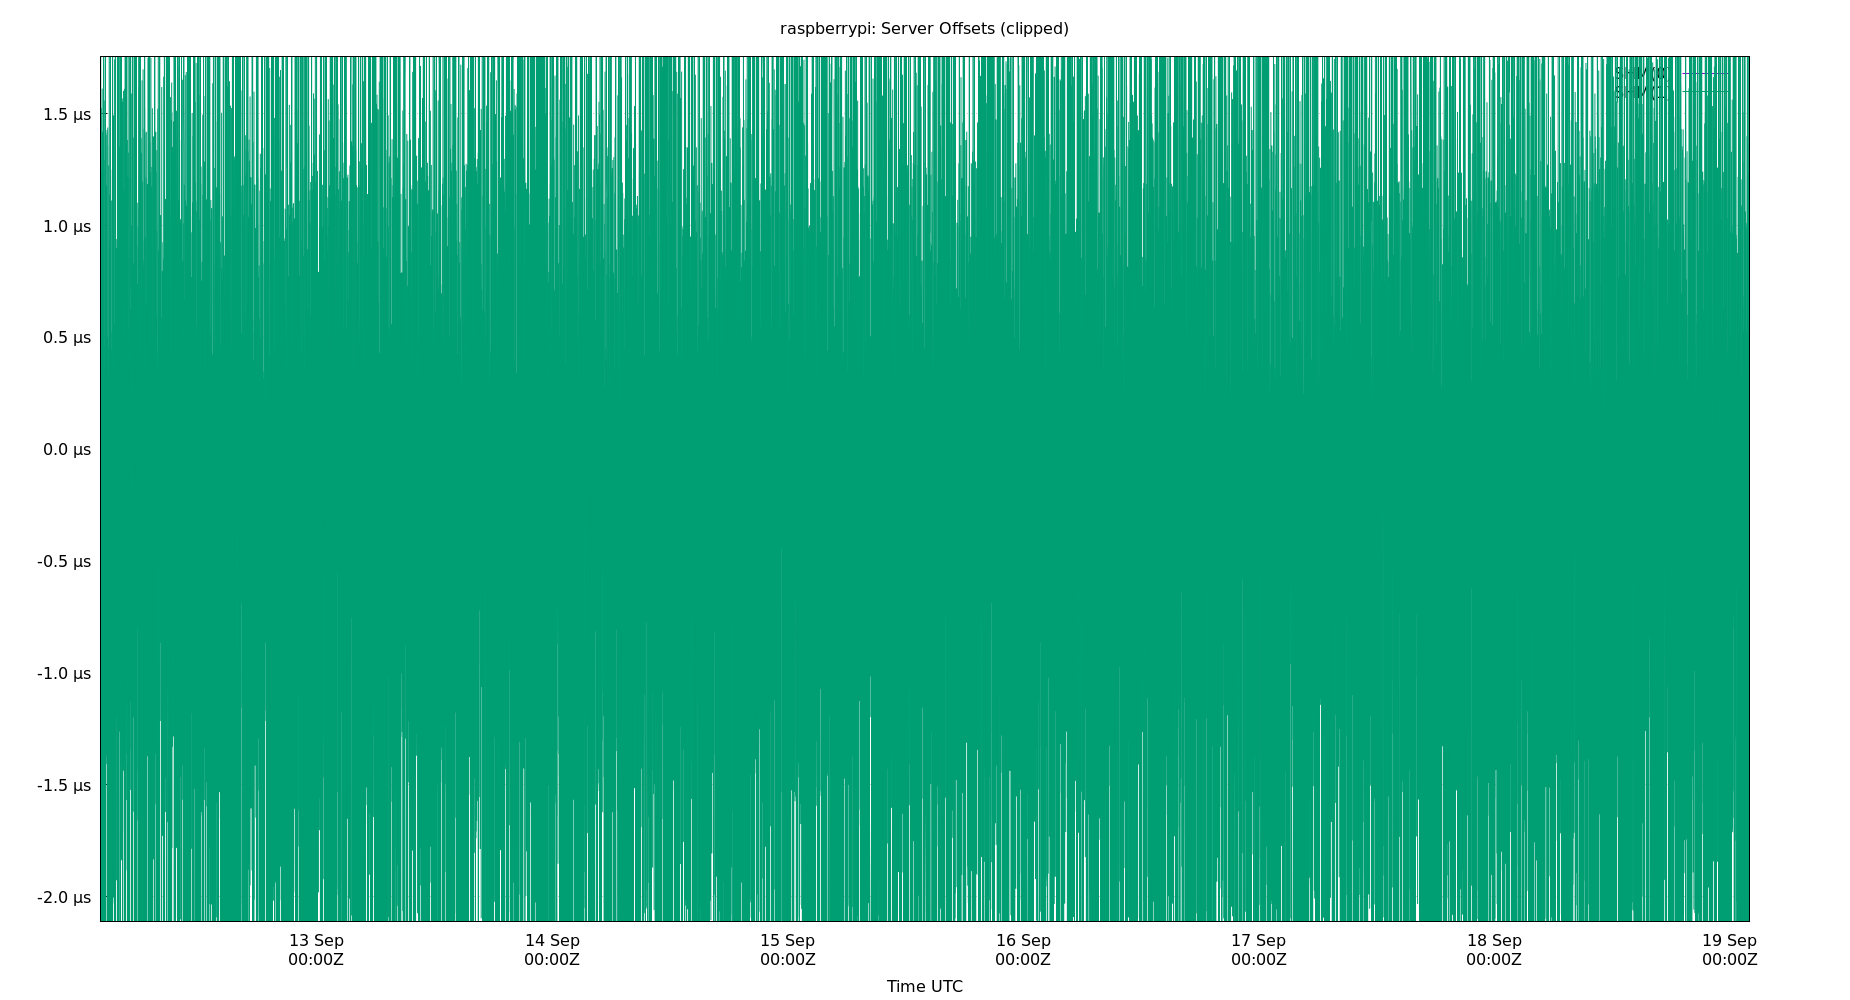 raspberrypi: Server Offsets (clipped)
1.5 µs
1.0 µs
0.5 µs
0.0 µs
-0.5 µs
-1.0 µs
-1.5 µs
-2.0 µs
13 Sep
00:00Z
14 Sep
00:00Z
15 Sep
00:00Z
16 Sep
00:00Z
17 Sep
00:00Z
18 Sep
00:00Z
19 Sep
00:00Z
Time UTC